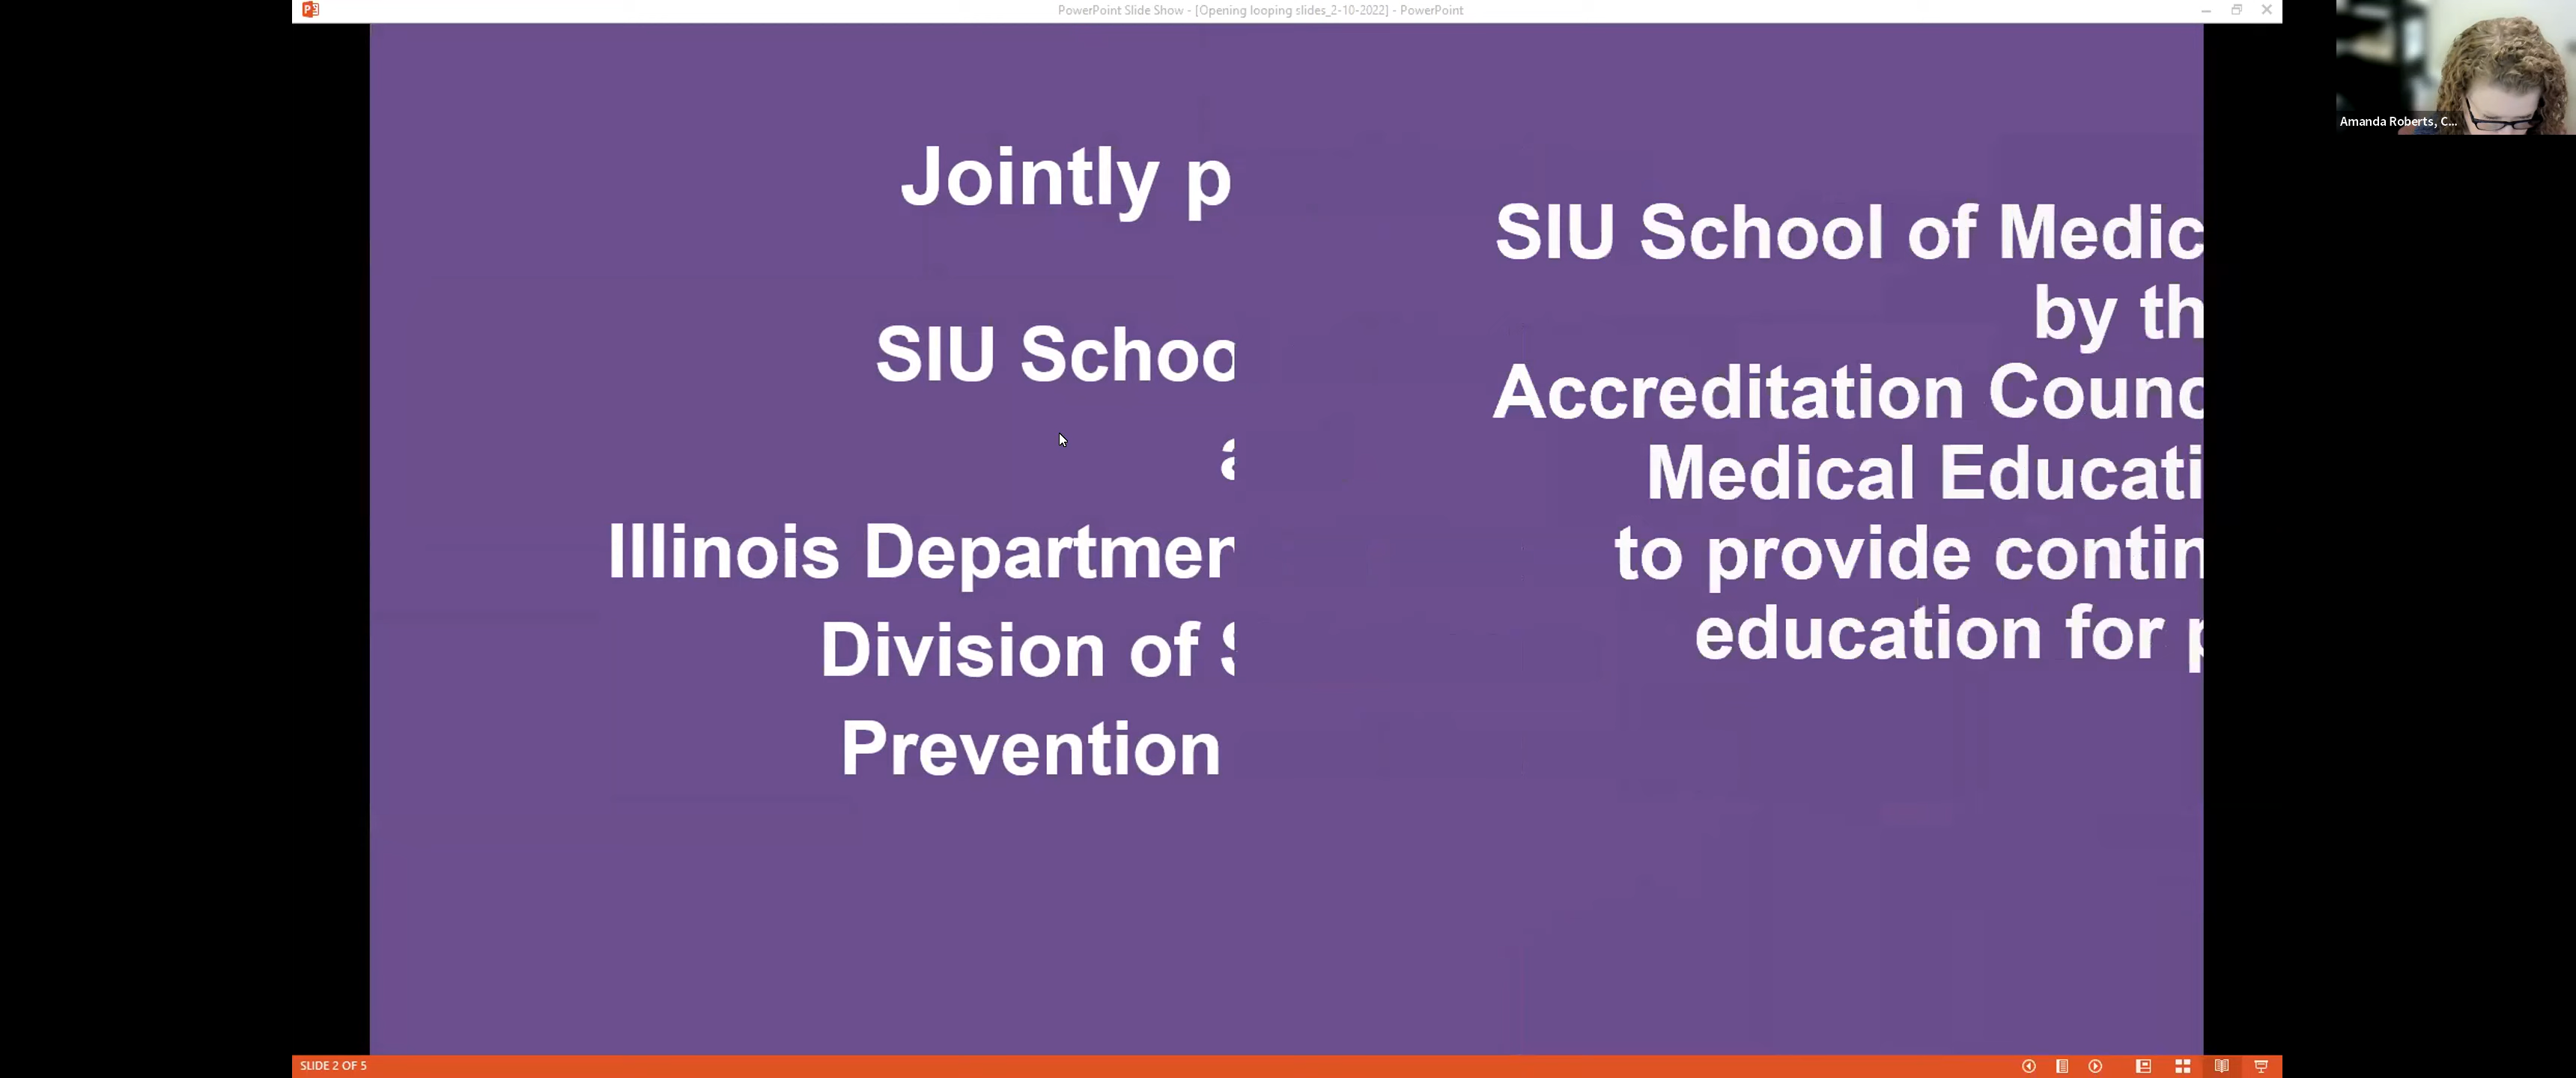 PowerPoint Slide Show - [Opening looping slides_2-10-2022] - PowerPoint
Amanda Roberts, C...
Jointly p
SIU Schoo
a
Illinois Departmen
Division of S
Prevention
SIU School of Medic
by th
Accreditation Counc
Medical Educati
to provide contin
education for p
SLIDE 2 OF 5